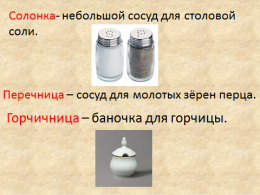 Солонка- небольшой сосуд для столовой
соли.
Перечница – сосуд для молотых зёрен перца.
Горчичница – баночка для горчицы.